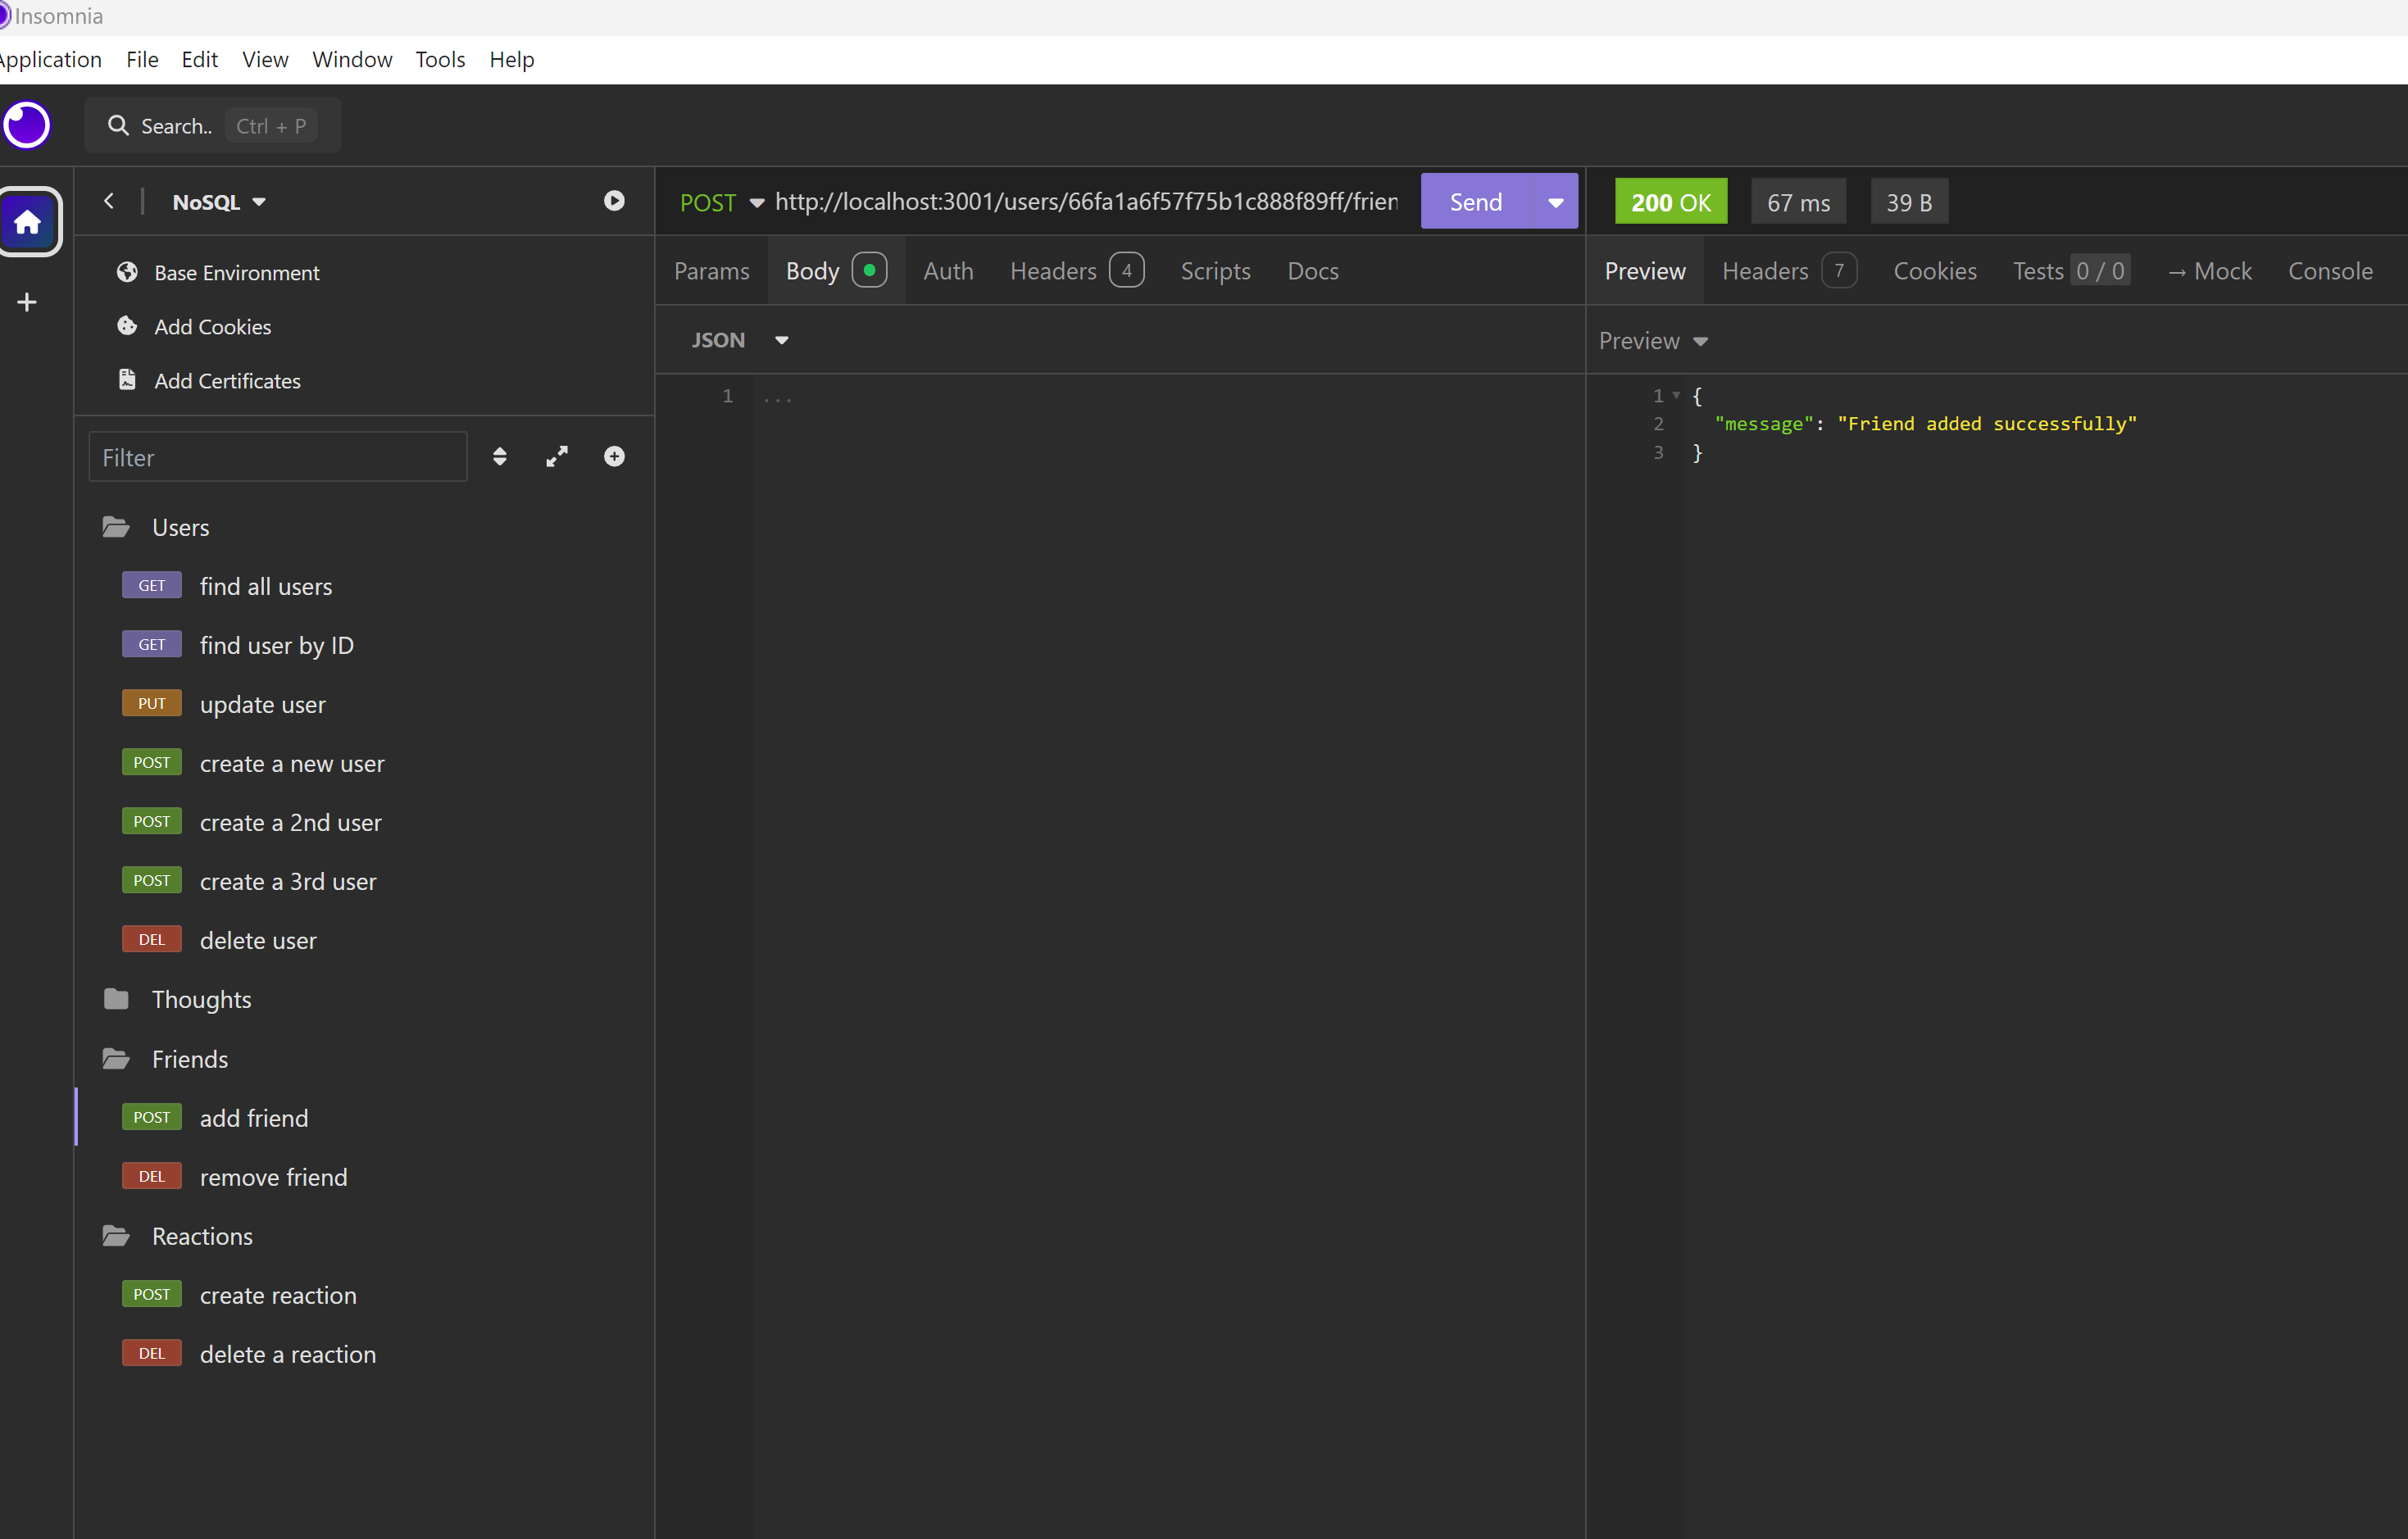 Insomnia
Application File Edit View Window Tools Help
Search.. Ctrl + P
NoSQL
Base Environment
Add Cookies
Add Certificates
Filter
Users
GET find all users
GET find user by ID
PUT update user
POST create a new user
POST create a 2nd user
POST create a 3rd user
DEL delete user
Thoughts
Friends
POST add friend
DEL remove friend
Reactions
POST create reaction
DEL delete a reaction
POST http://localhost:3001/users/66fa1a6f57f75b1c888f89ff/frien
Send
Params Body Auth Headers 4 Scripts Docs
JSON
1 ...
200 OK 67 ms 39 B
Preview Headers 7 Cookies Tests 0 / 0 → Mock Console
Preview
1 {
2 "message": "Friend added successfully"
3 }